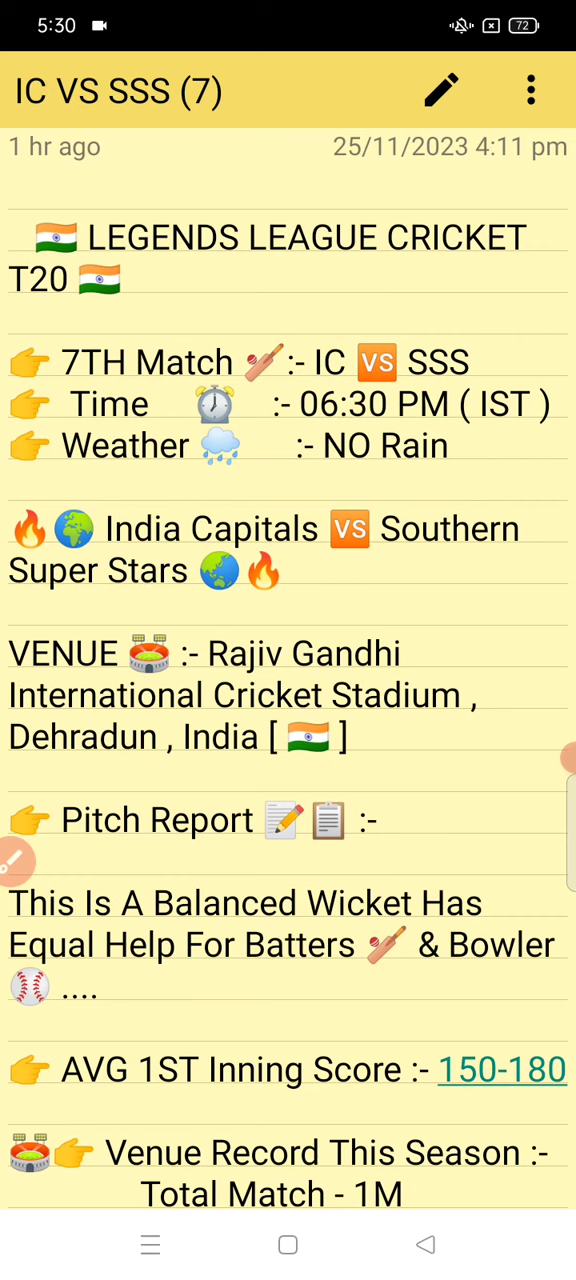 5:30
72
IC VS SSS (7)
1 hr ago 25/11/2023 4:11 pm
🇮🇳 LEGENDS LEAGUE CRICKET
T20 🇮🇳
👉 7TH Match 🏏:- IC 🆚 SSS
👉 Time ⏰ :- 06:30 PM ( IST )
👉 Weather 🌧️ :- NO Rain
🔥🌍 India Capitals 🆚 Southern
Super Stars 🌏🔥
VENUE 🏟️ :- Rajiv Gandhi
International Cricket Stadium ,
Dehradun , India [ 🇮🇳 ]
👉 Pitch Report 📝📋 :-
This Is A Balanced Wicket Has
Equal Help For Batters 🏏 & Bowler
⚾ ....
👉 AVG 1ST Inning Score :- 150-180
🏟️👉 Venue Record This Season :-
Total Match - 1M